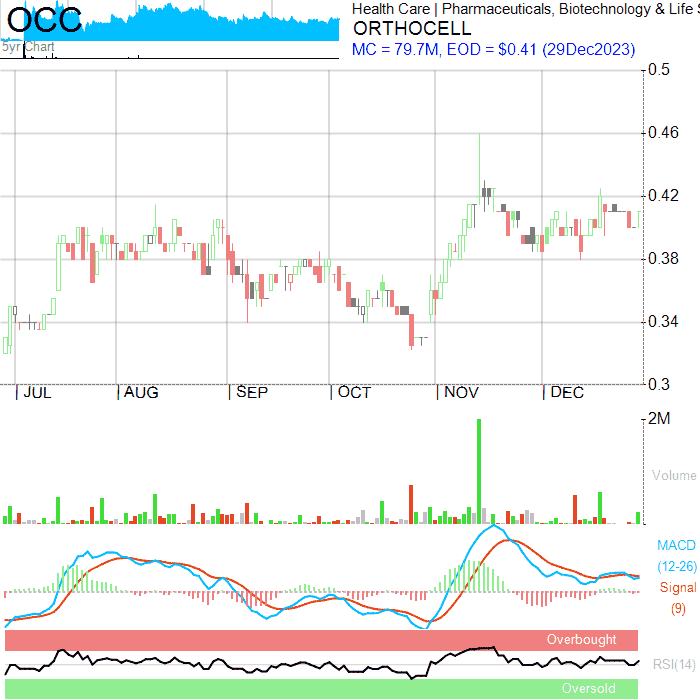 OCC
5yr Chart
Health Care | Pharmaceuticals, Biotechnology & Life S
ORTHOCELL
MC = 79.7M, EOD = $0.41 (29Dec2023)
0.5
0.46
0.42
0.38
0.34
0.3
JUL AUG SEP OCT NOV DEC
2M
Volume
MACD
(12-26)
Signal
(9)
Overbought
RSI(14)
Oversold